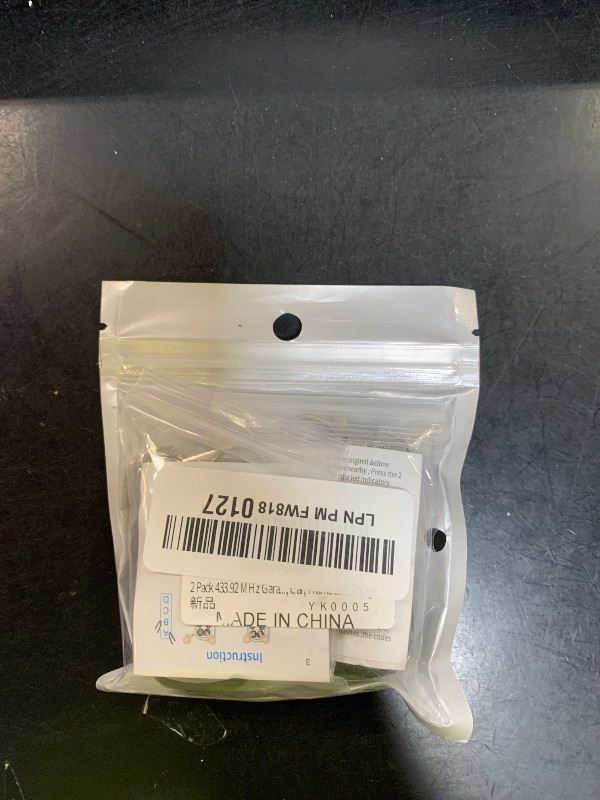 original &clone
nearby ; Press the 2
led indicators
LPN PM FW818 0127
2 Pack 433.92 MHz Gara..., Car,
新品
YK0005
MADE IN CHINA
A
B
C
D
flashes ,the codes
Instruction
3